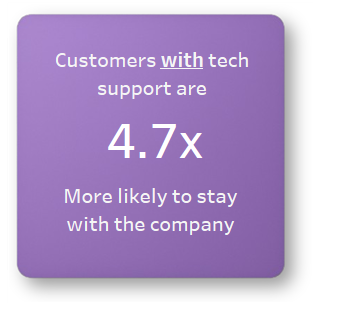 Customers with tech
support are
4.7x
More likely to stay
with the company